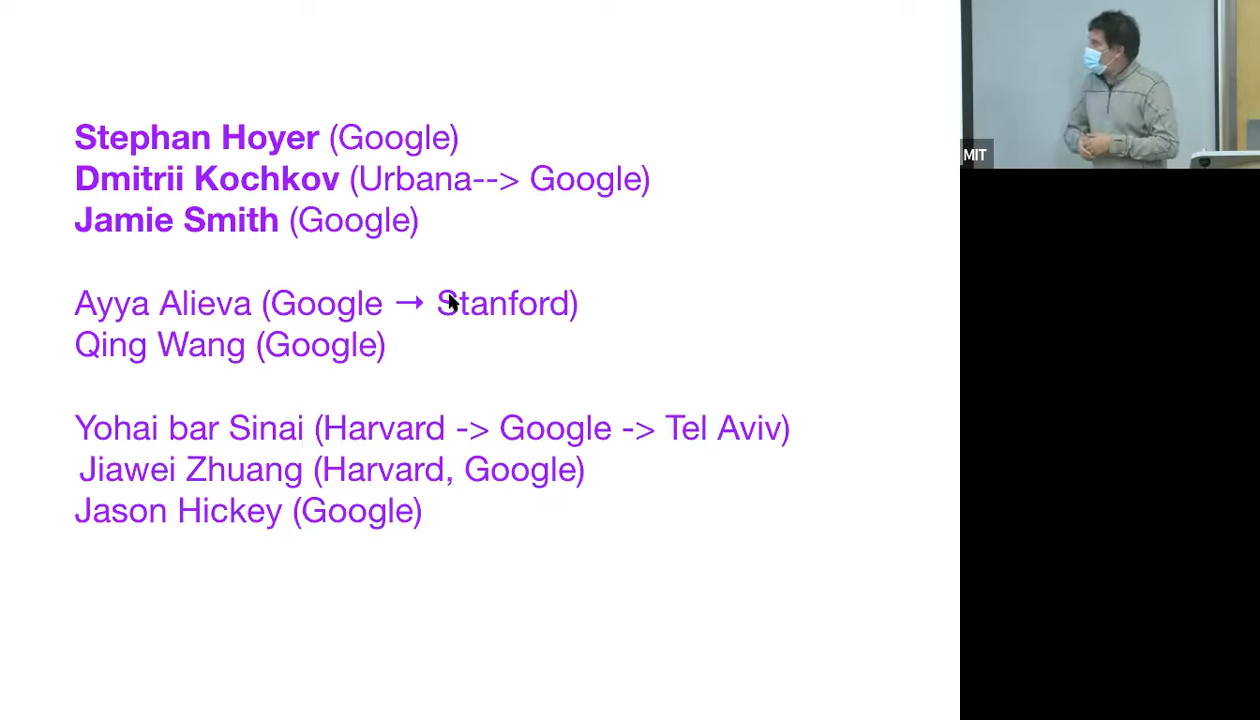 Stephan Hoyer (Google)
Dmitrii Kochkov (Urbana--> Google)
Jamie Smith (Google)
Ayya Alieva (Google → Stanford)
Qing Wang (Google)
Yohai bar Sinai (Harvard -> Google -> Tel Aviv)
Jiawei Zhuang (Harvard, Google)
Jason Hickey (Google)
MIT